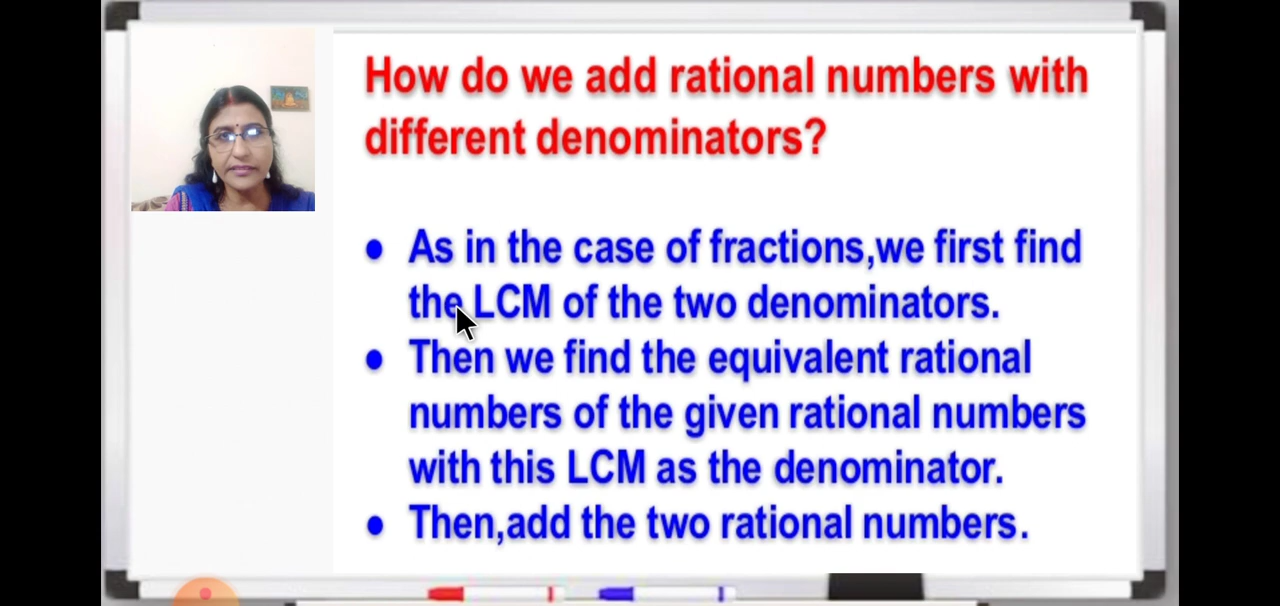 How do we add rational numbers with
different denominators?
● As in the case of fractions,we first find
the LCM of the two denominators.
● Then we find the equivalent rational
numbers of the given rational numbers
with this LCM as the denominator.
● Then,add the two rational numbers.